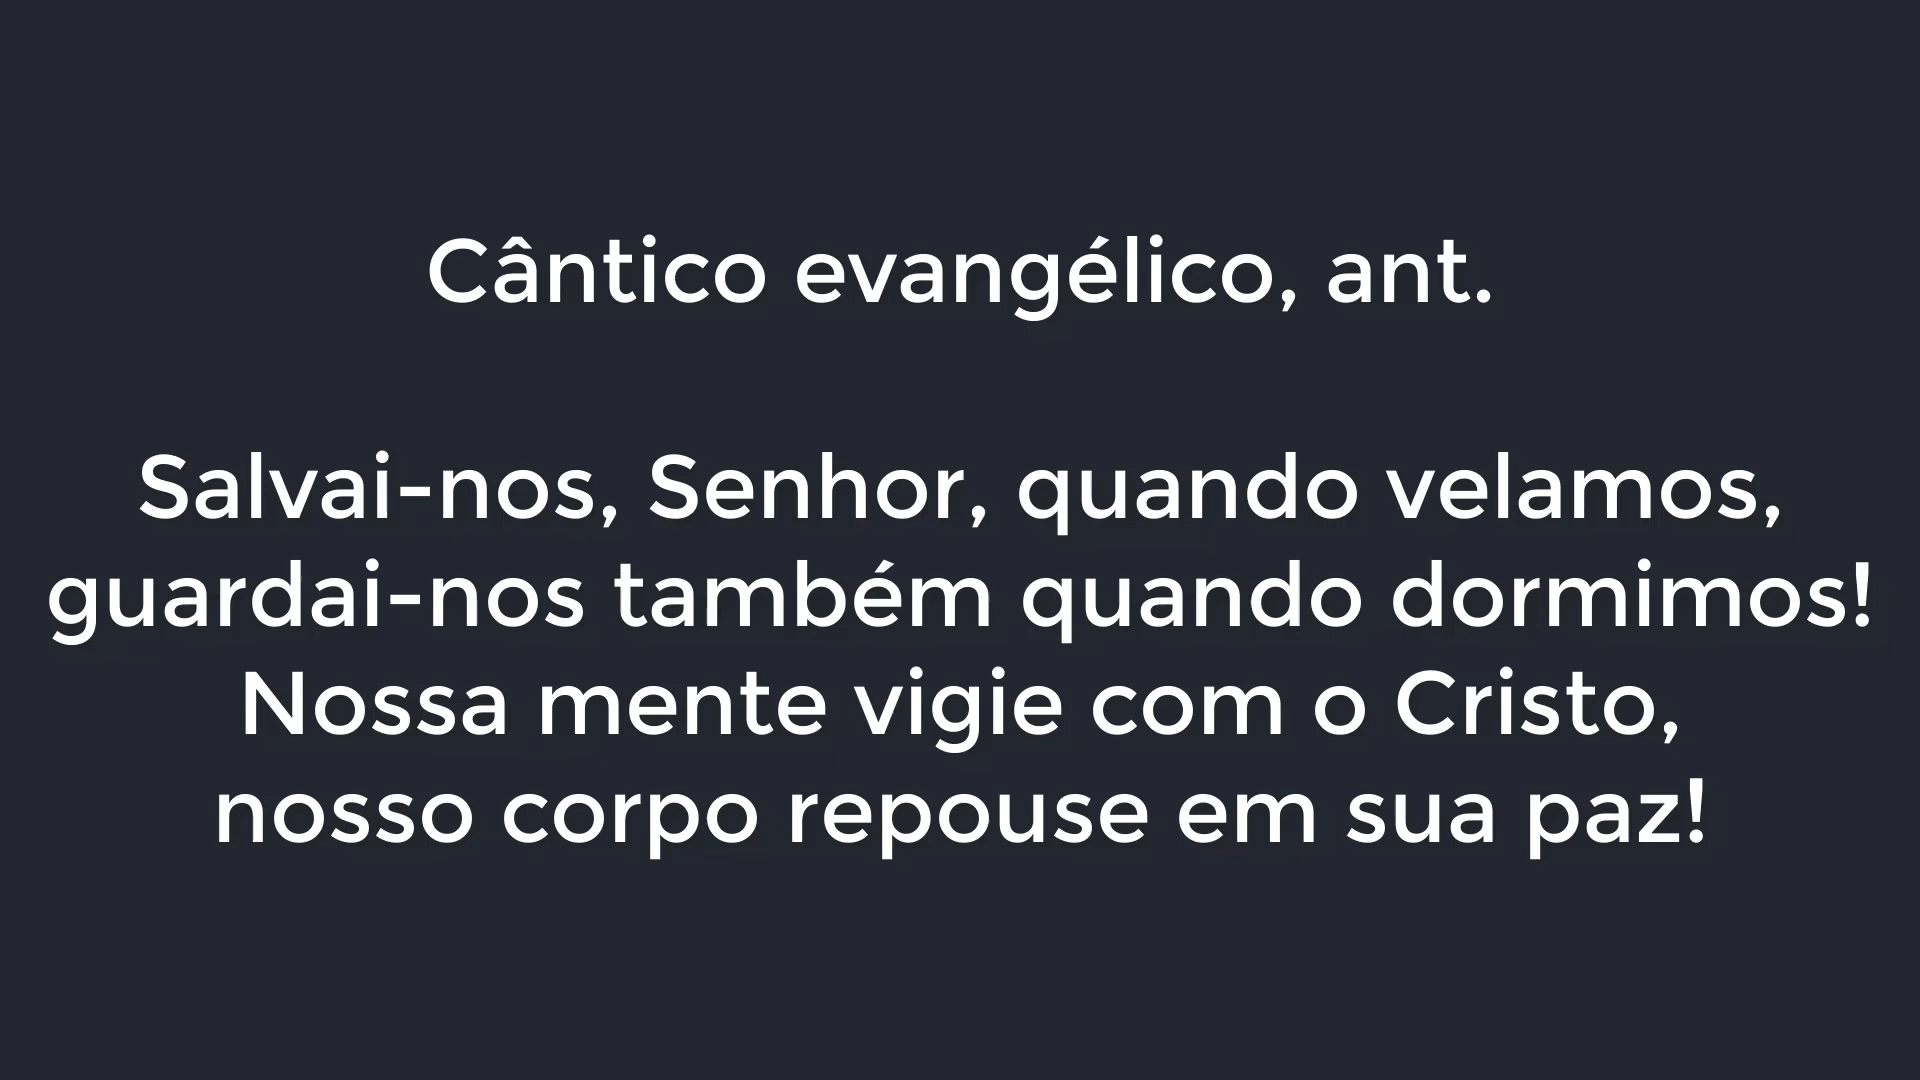 Cântico evangélico, ant.
Salvai-nos, Senhor, quando velamos,
guardai-nos também quando dormimos!
Nossa mente vigie com o Cristo,
nosso corpo repouse em sua paz!